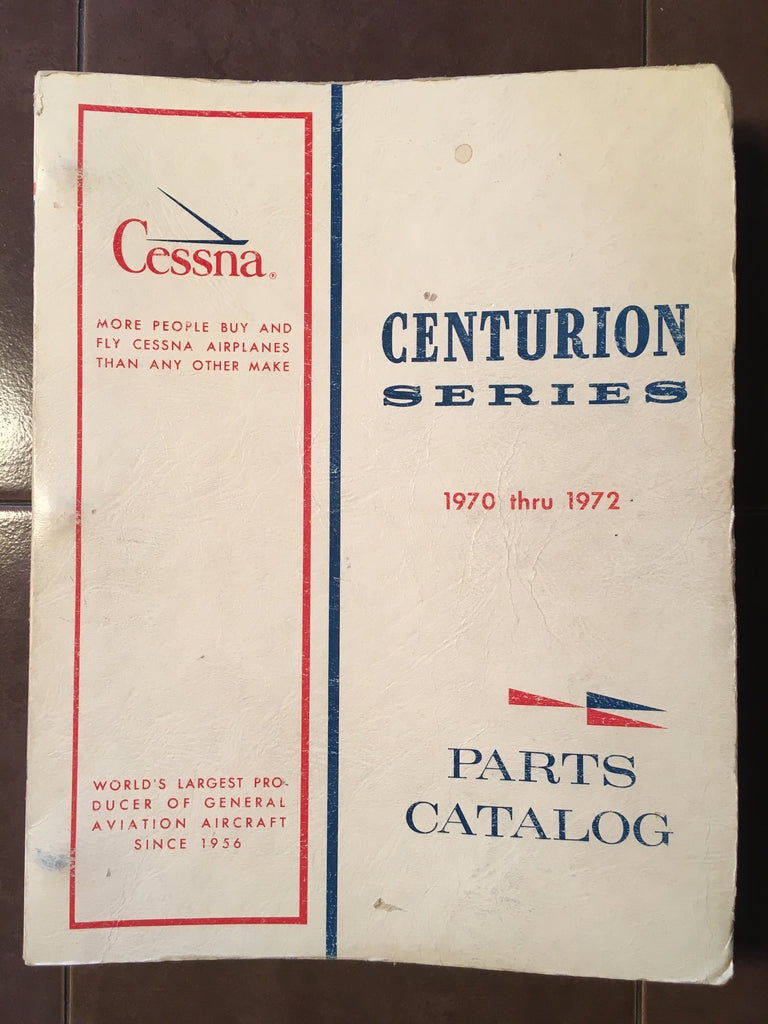 Cessna®
MORE PEOPLE BUY AND
FLY CESSNA AIRPLANES
THAN ANY OTHER MAKE
WORLD'S LARGEST PRO-
DUCER OF GENERAL
AVIATION AIRCRAFT
SINCE 1956
CENTURION
SERIES
1970 thru 1972
PARTS
CATALOG